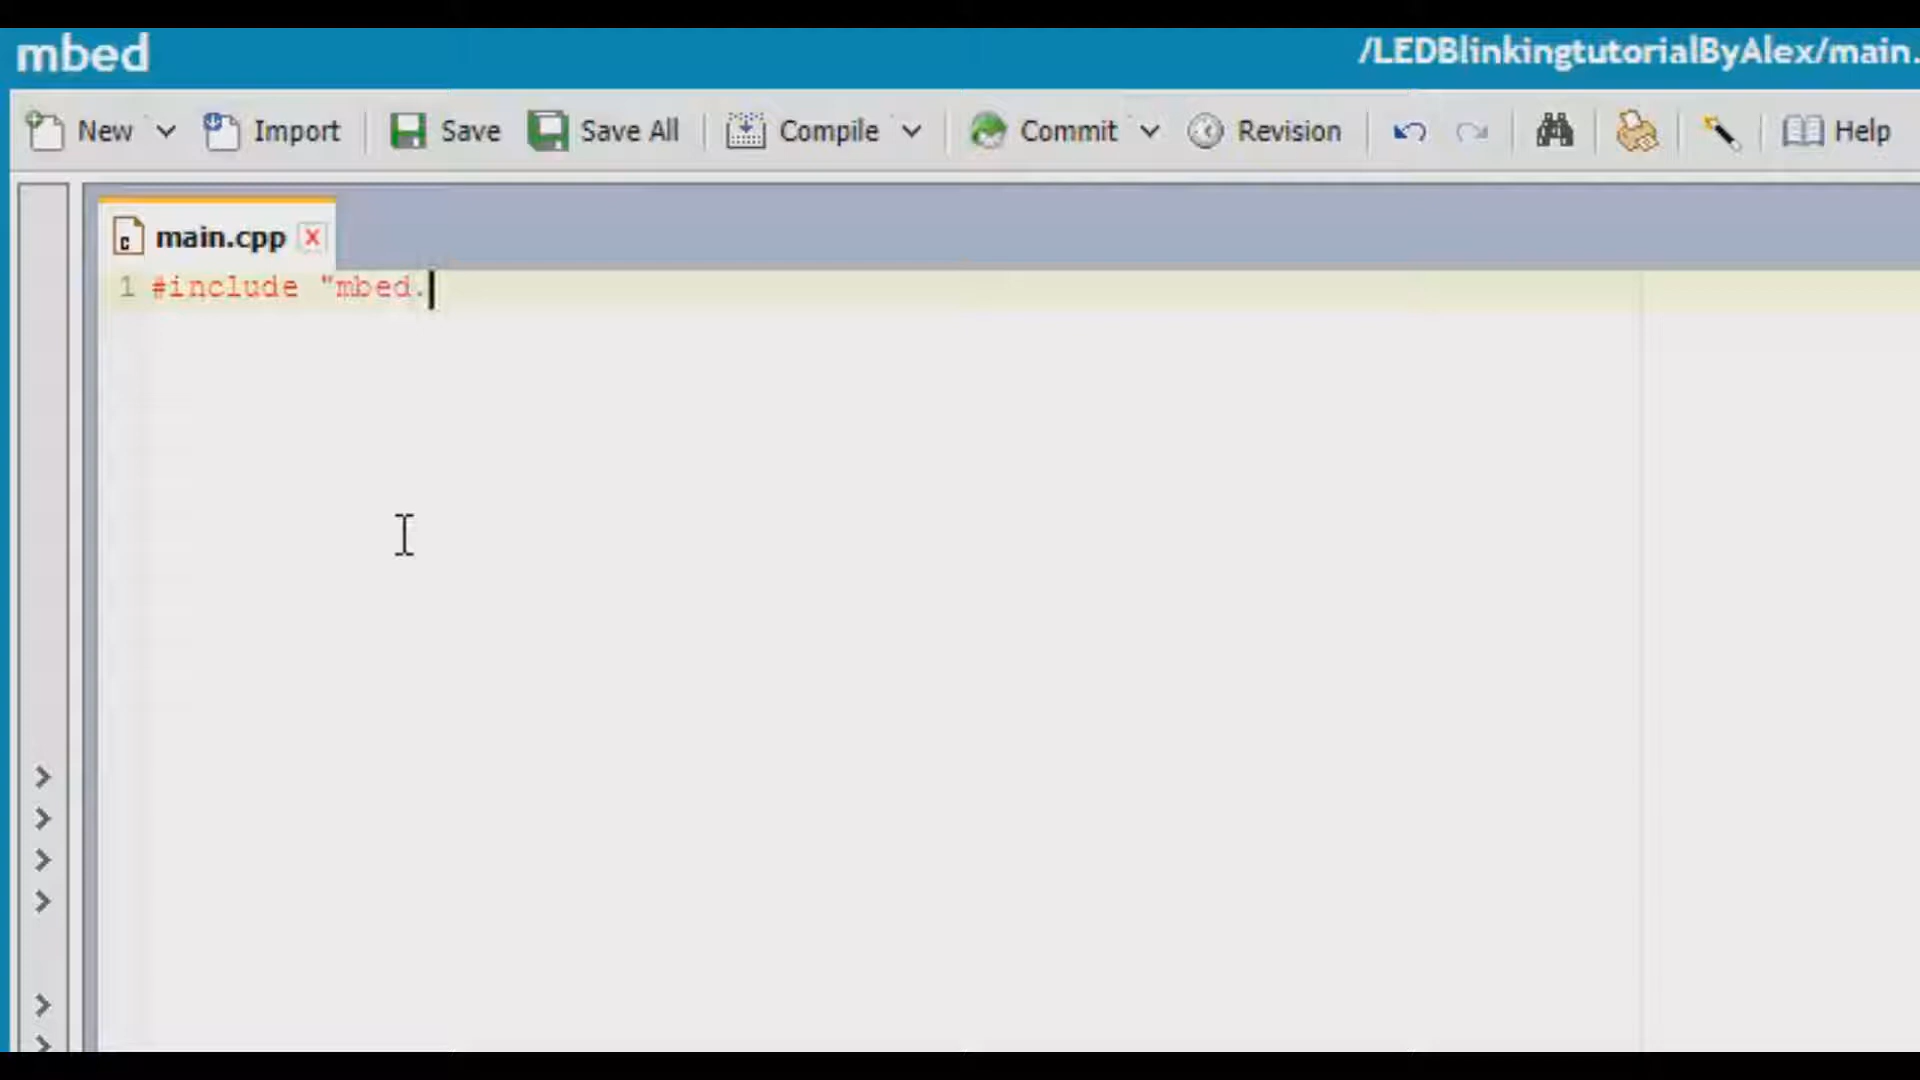 mbed
/LEDBlinkingtutorialByAlex/main.
New Import Save Save All Compile Commit Revision Help
main.cpp
1 #include "mbed.